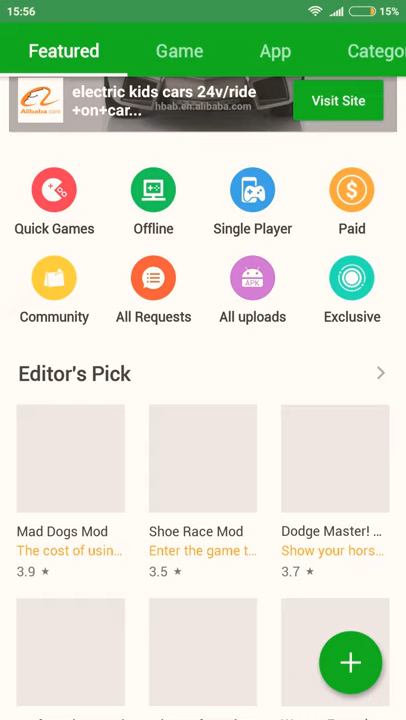 15:56
15%
Featured Game App Catego
electric kids cars 24v/ride
+on+car...
hbab.en.alibaba.com
Alibaba.com
Visit Site
Quick Games Offline Single Player Paid
Community All Requests All uploads Exclusive
APK
Editor's Pick
Mad Dogs Mod Shoe Race Mod Dodge Master! ...
The cost of usin... Enter the game t... Show your hors...
3.9 ★ 3.5 ★ 3.7 ★